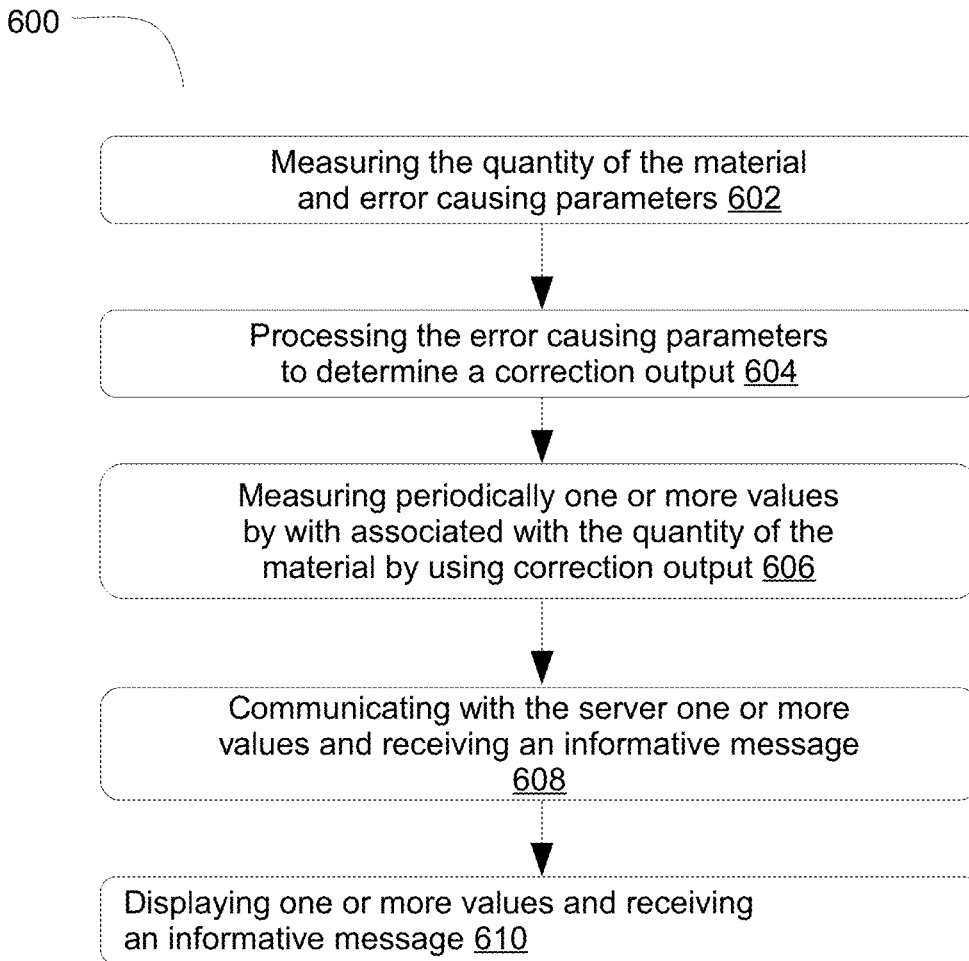 600
Measuring the quantity of the material
and error causing parameters 602
Processing the error causing parameters
to determine a correction output 604
Measuring periodically one or more values
by with associated with the quantity of the
material by using correction output 606
Communicating with the server one or more
values and receiving an informative message
608
Displaying one or more values and receiving
an informative message 610